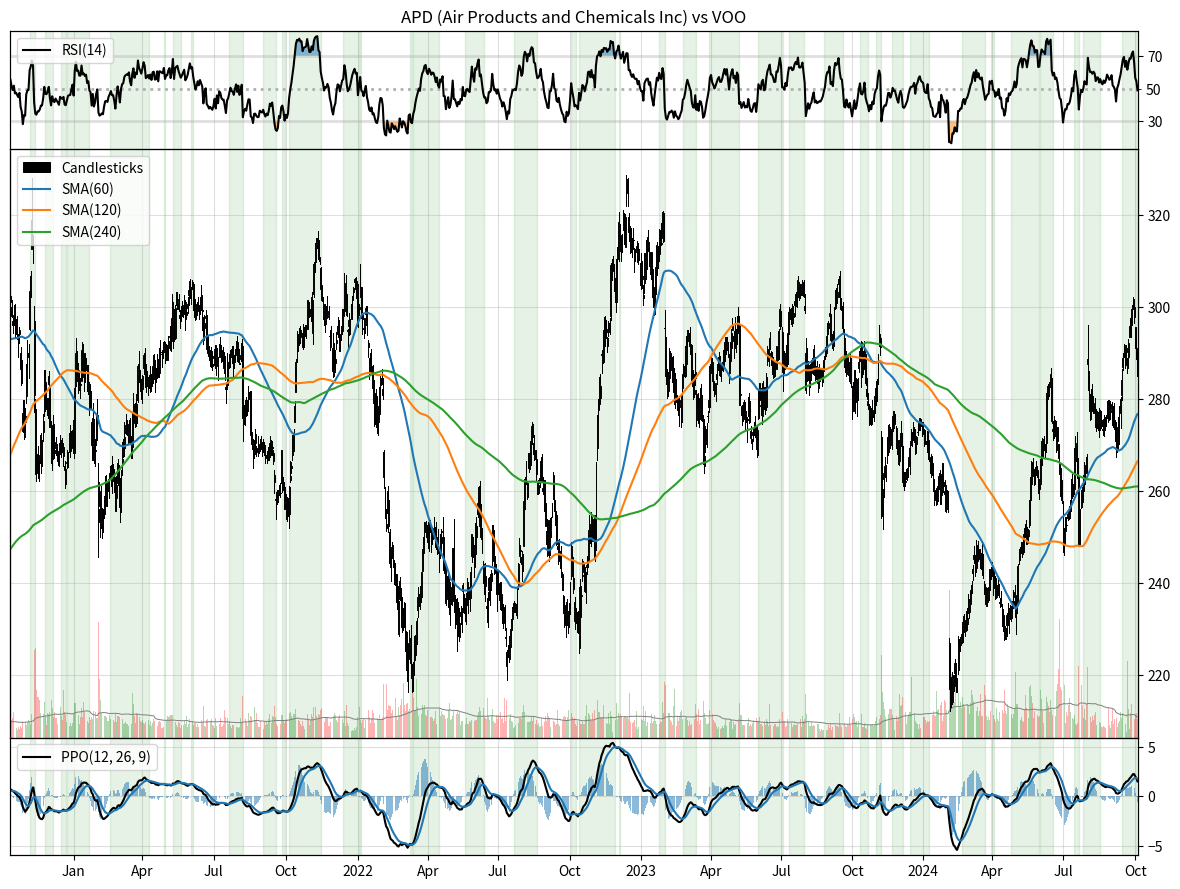 APD (Air Products and Chemicals Inc) vs VOO
RSI(14)
70
50
30
Candlesticks
SMA(60)
SMA(120)
SMA(240)
320
300
280
260
240
220
PPO(12, 26, 9)
5
0
−5
Jan Apr Jul Oct 2022 Apr Jul Oct 2023 Apr Jul Oct 2024 Apr Jul Oct